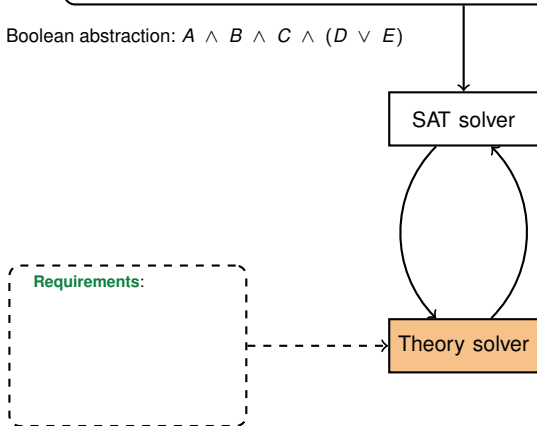 Boolean abstraction: A ∧ B ∧ C ∧ (D ∨ E)
SAT solver
Requirements:
Theory solver